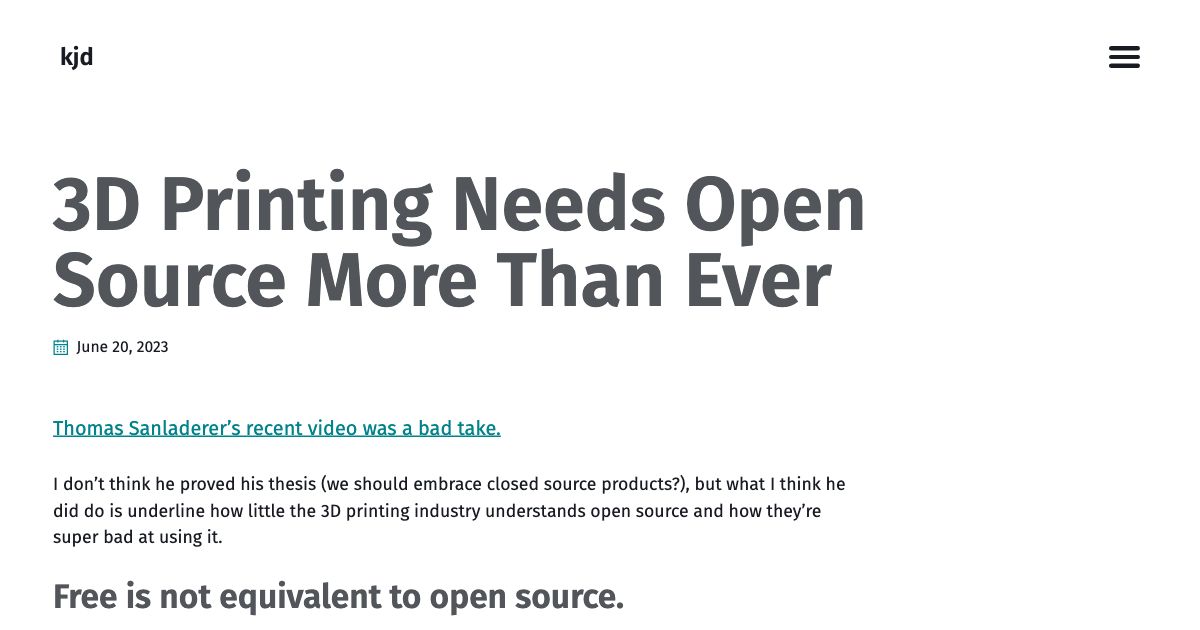 kjd
3D Printing Needs Open
Source More Than Ever
June 20, 2023
Thomas Sanladerer’s recent video was a bad take.
I don’t think he proved his thesis (we should embrace closed source products?), but what I think he
did do is underline how little the 3D printing industry understands open source and how they’re
super bad at using it.
Free is not equivalent to open source.